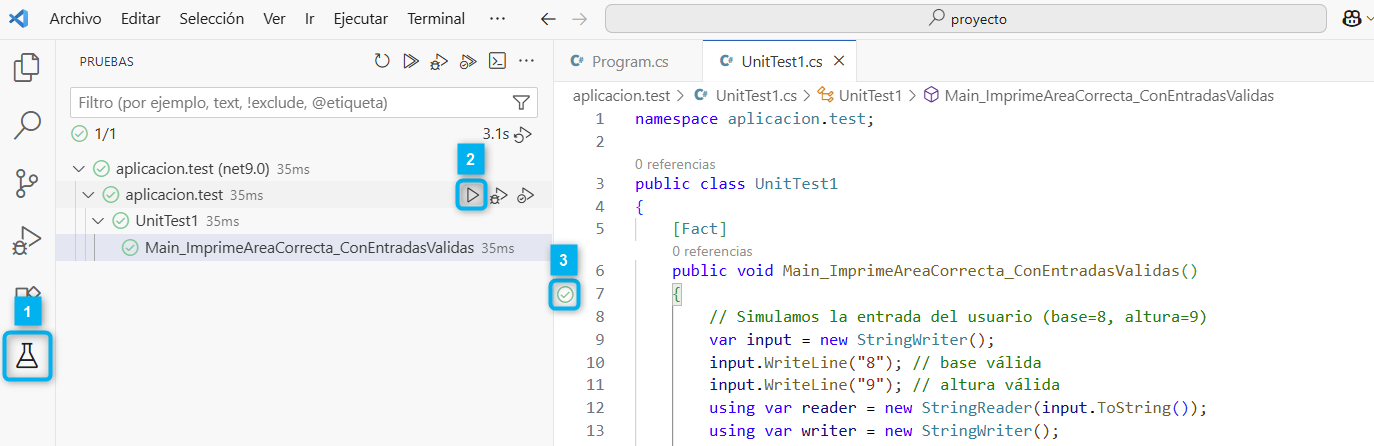 Archivo Editar Selección Ver Ir Ejecutar Terminal ··· proyecto
PRUEBAS ···
Filtro (por ejemplo, text, !exclude, @etiqueta)
1/1 3.1s
aplicacion.test (net9.0) 35ms
2
aplicacion.test 35ms
UnitTest1 35ms
Main_ImprimeAreaCorrecta_ConEntradasValidas 35ms
3
1
C# Program.cs C# UnitTest1.cs
aplicacion.test > C# UnitTest1.cs > UnitTest1 > Main_ImprimeAreaCorrecta_ConEntradasValidas
1 namespace aplicacion.test;
2
0 referencias
3 public class UnitTest1
4 {
5 [Fact]
0 referencias
6 public void Main_ImprimeAreaCorrecta_ConEntradasValidas()
7 {
8 // Simulamos la entrada del usuario (base=8, altura=9)
9 var input = new StringWriter();
10 input.WriteLine("8"); // base válida
11 input.WriteLine("9"); // altura válida
12 using var reader = new StringReader(input.ToString());
13 using var writer = new StringWriter();